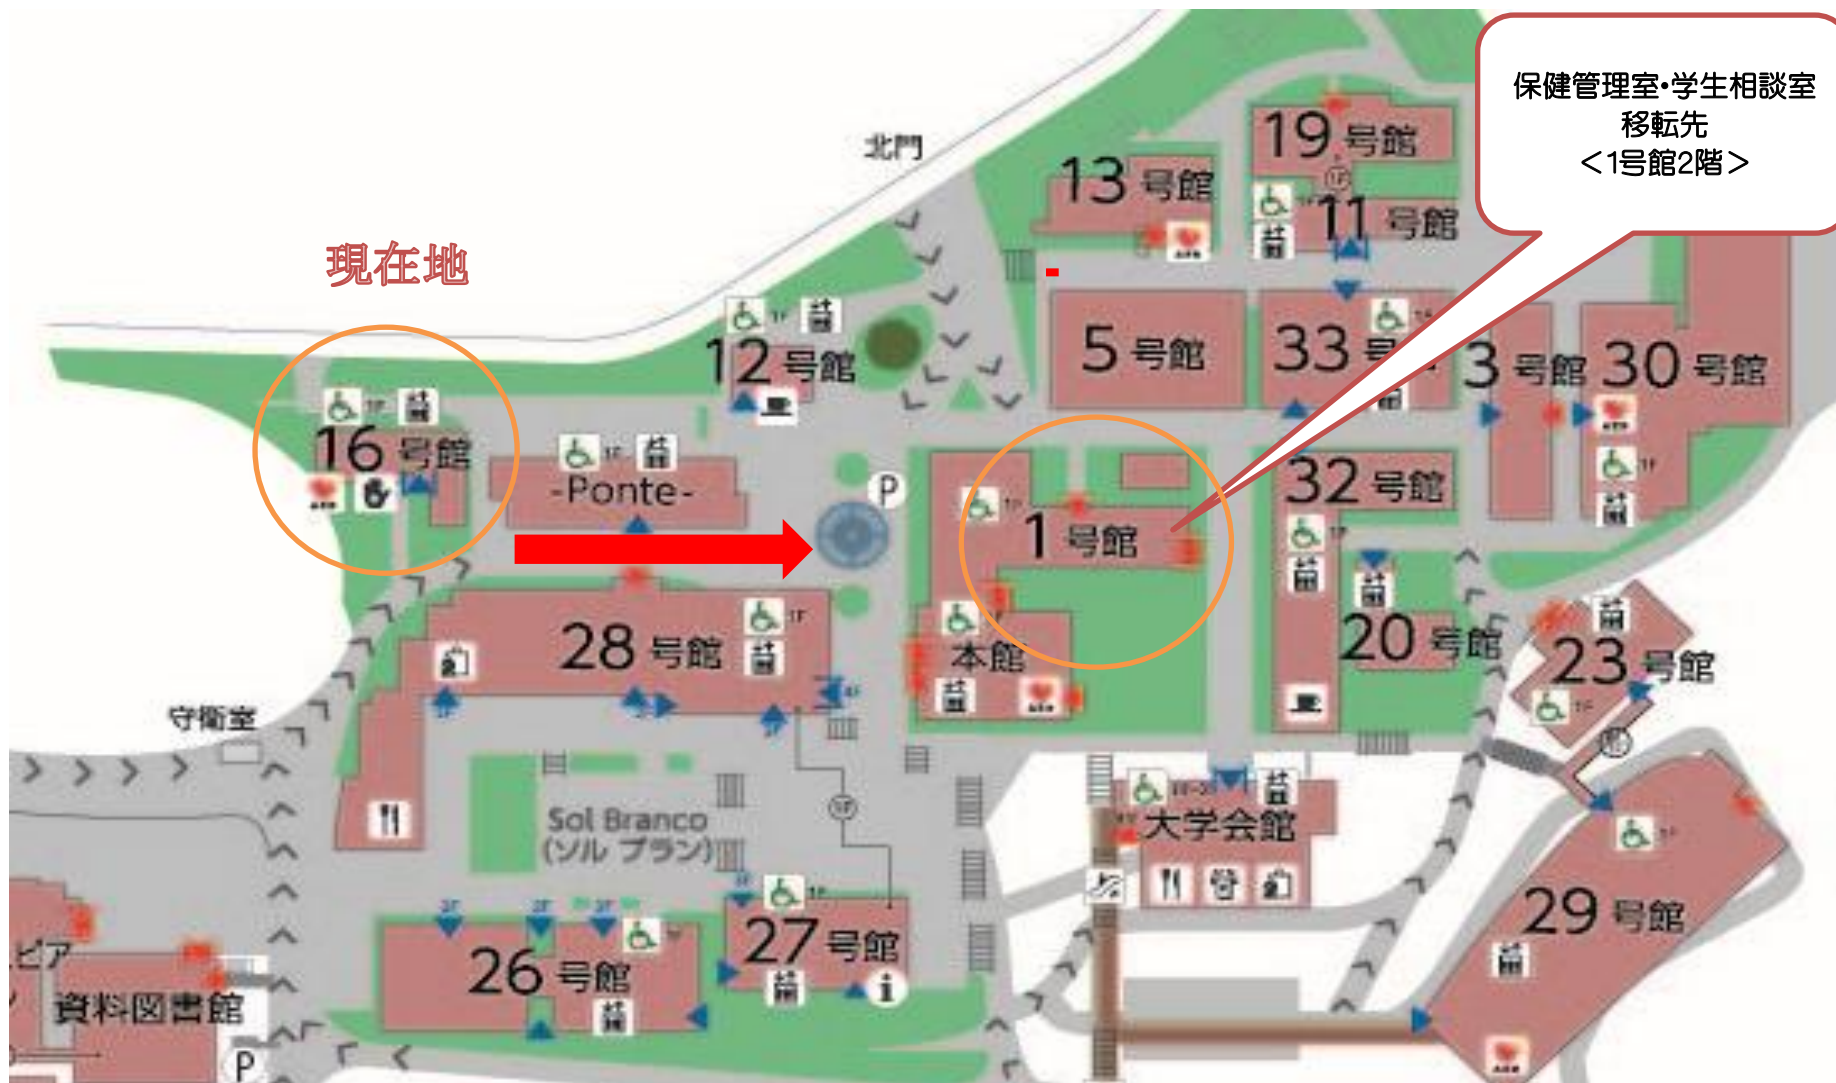 保健管理室・学生相談室
移転先
＜1号館2階＞
北門
現在地
19 号館
13 号館
11 号館
12 号館
5 号館
33 号
3 号館
30 号館
16 号館
-Ponte-
P
32 号館
1 号館
28 号館
本館
20 号館
23 号館
守衛室
Sol Branco
(ソル ブラン)
大学会館
29 号館
27 号館
26 号館
ピア
資料図書館
P